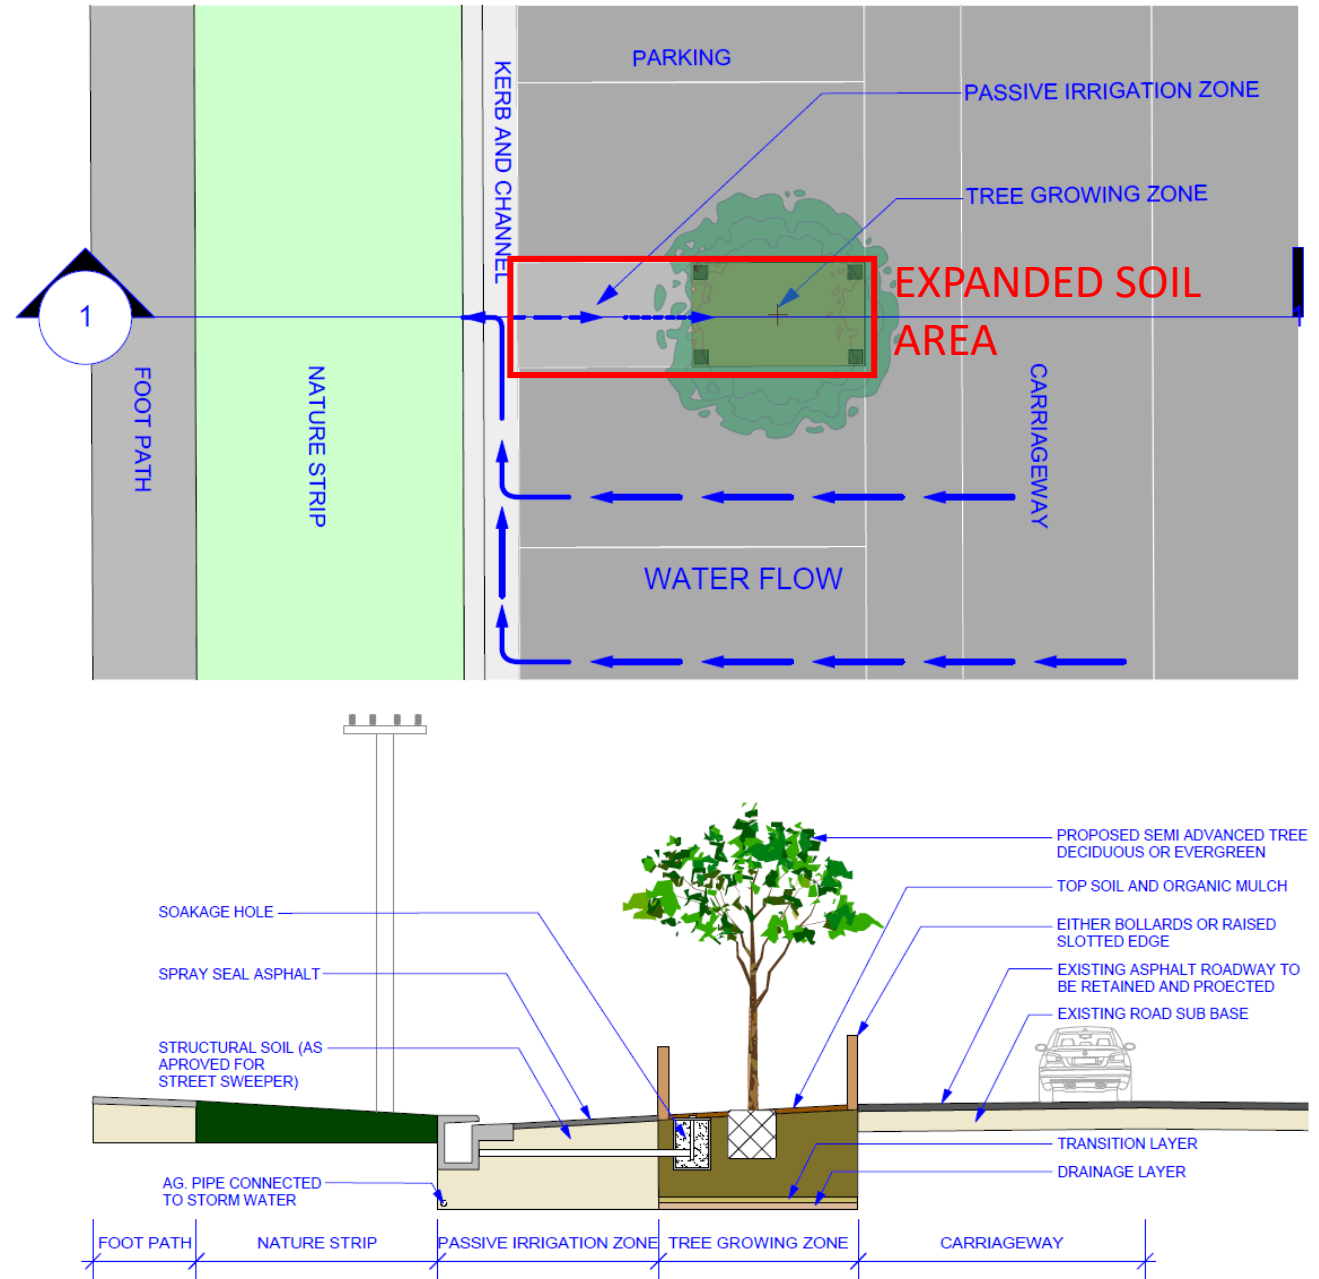 PARKING
PASSIVE IRRIGATION ZONE
KERB AND CHANNEL
TREE GROWING ZONE
EXPANDED SOIL
AREA
1
1
FOOT PATH
NATURE STRIP
CARRIAGEWAY
WATER FLOW
PROPOSED SEMI ADVANCED TREE
DECIDUOUS OR EVERGREEN
TOP SOIL AND ORGANIC MULCH
SOAKAGE HOLE
EITHER BOLLARDS OR RAISED
SLOTTED EDGE
SPRAY SEAL ASPHALT
EXISTING ASPHALT ROADWAY TO
BE RETAINED AND PROECTED
EXISTING ROAD SUB BASE
STRUCTURAL SOIL (AS
APROVED FOR
STREET SWEEPER)
TRANSITION LAYER
DRAINAGE LAYER
AG. PIPE CONNECTED
TO STORM WATER
FOOT PATH
NATURE STRIP
PASSIVE IRRIGATION ZONE
TREE GROWING ZONE
CARRIAGEWAY